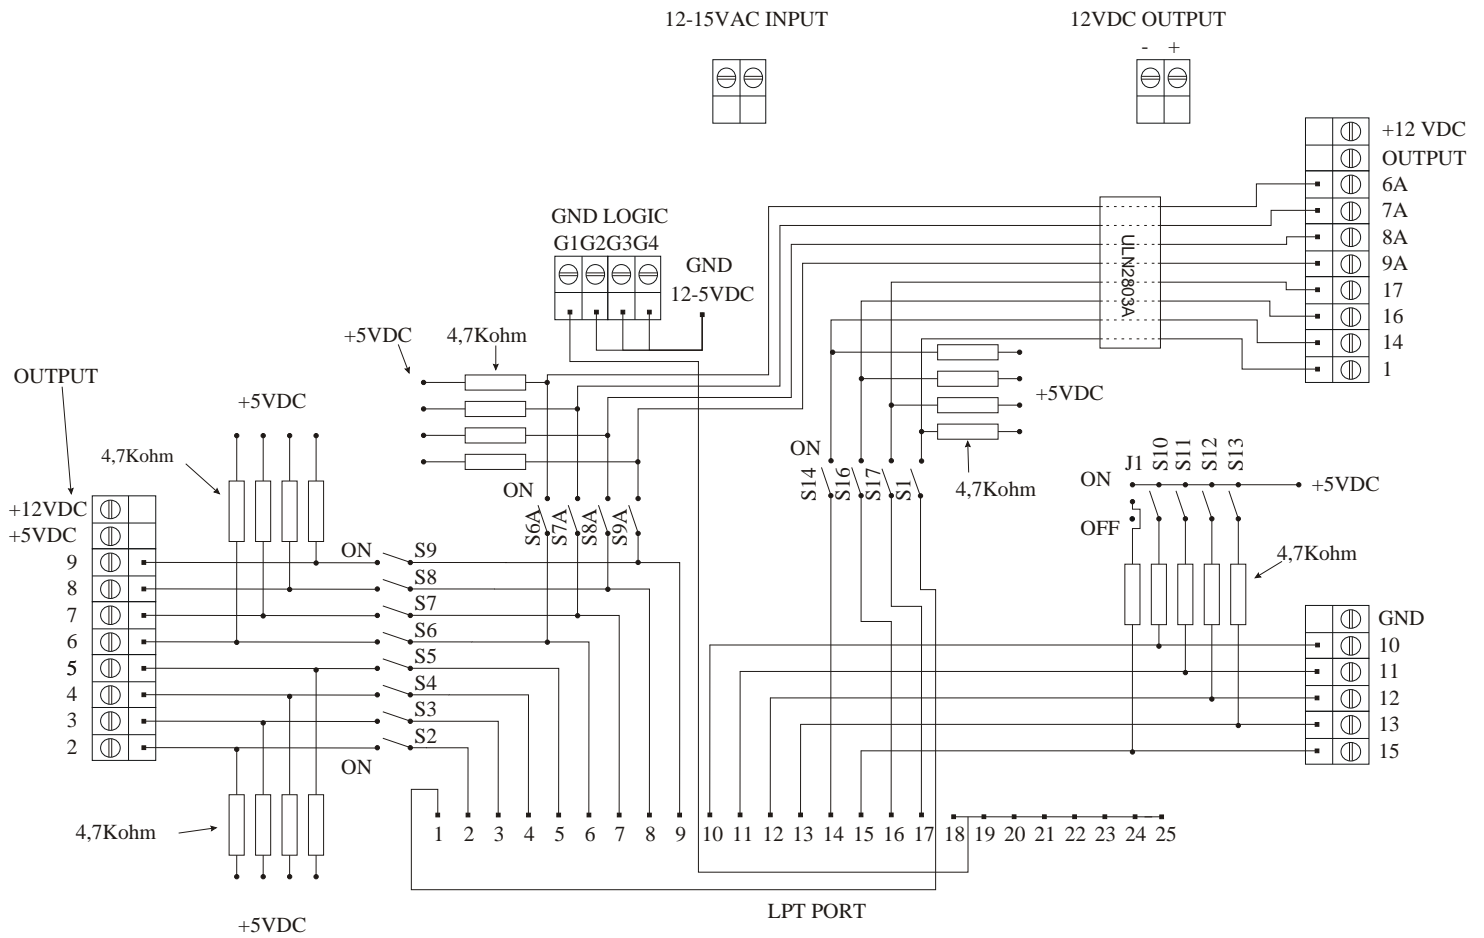 12-15VAC INPUT
12VDC OUTPUT
- +
+12 VDC
OUTPUT
6A
7A
8A
9A
17
16
14
1
ULN2803A
GND LOGIC
G1G2G3G4
GND
12-5VDC
+5VDC
4,7Kohm
OUTPUT
+5VDC
4,7Kohm
+12VDC
+5VDC
9
8
7
6
5
4
3
2
ON
S6A
S7A
S8A
S9A
ON
S9
S8
S7
S6
S5
S4
S3
S2
ON
4,7Kohm
+5VDC
+5VDC
ON
S14
S16
S17
S1
4,7Kohm
J1
S10
S11
S12
S13
ON
+5VDC
OFF
4,7Kohm
GND
10
11
12
13
15
1 2 3 4 5 6 7 8 9 10 11 12 13 14 15 16 17 18 19 20 21 22 23 24 25
LPT PORT